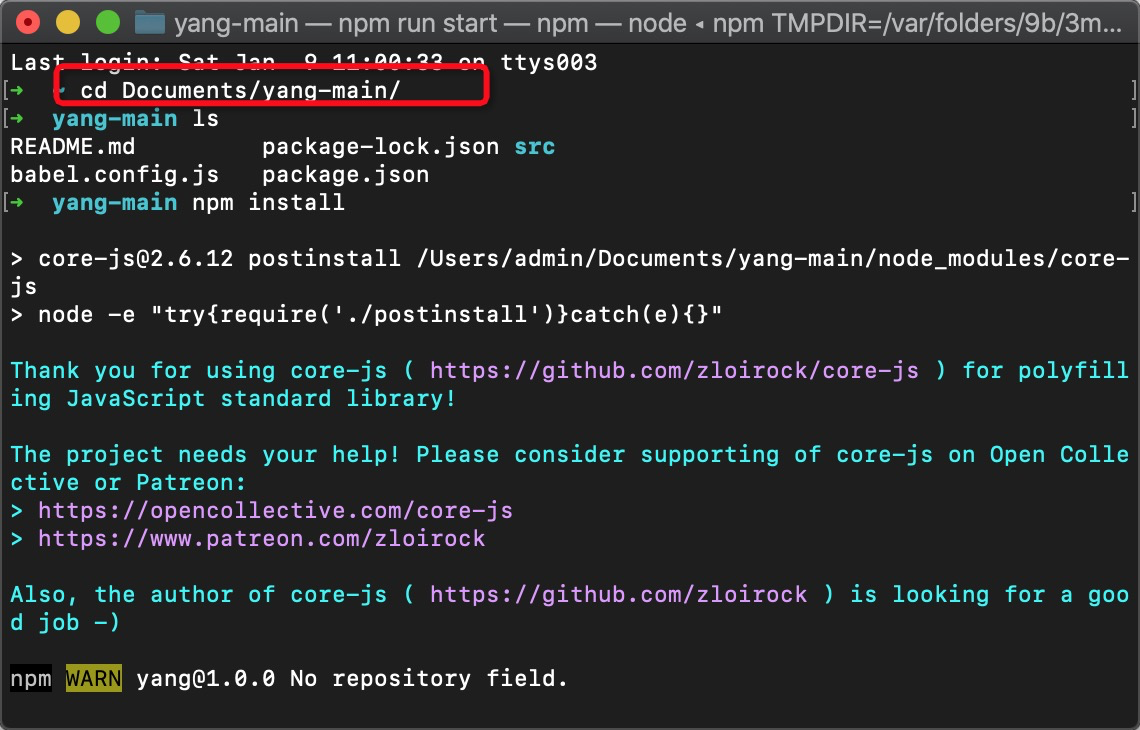 yang-main — npm run start — npm — node ◂ npm TMPDIR=/var/folders/9b/3m...
Last login: Sat Jan  9 11:00:33 on ttys003
[➜  ~ cd Documents/yang-main/ ]
[➜  yang-main ls ]
README.md         package-lock.json src
babel.config.js   package.json
[➜  yang-main npm install ]
> core-js@2.6.12 postinstall /Users/admin/Documents/yang-main/node_modules/core-
js
> node -e "try{require('./postinstall')}catch(e){}"
Thank you for using core-js ( https://github.com/zloirock/core-js ) for polyfill
ing JavaScript standard library!
The project needs your help! Please consider supporting of core-js on Open Colle
ctive or Patreon:
> https://opencollective.com/core-js
> https://www.patreon.com/zloirock
Also, the author of core-js ( https://github.com/zloirock ) is looking for a goo
d job -)
npm WARN yang@1.0.0 No repository field.